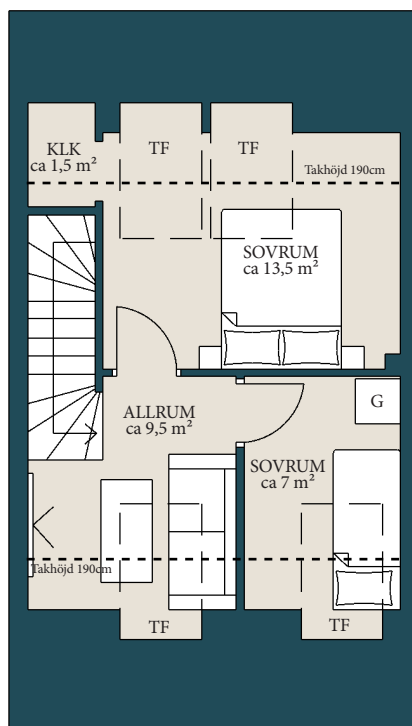 KLK
ca 1,5 m²
TF
TF
Takhöjd 190cm
SOVRUM
ca 13,5 m²
ALLRUM
ca 9,5 m²
G
SOVRUM
ca 7 m²
Takhöjd 190cm
TF
TF